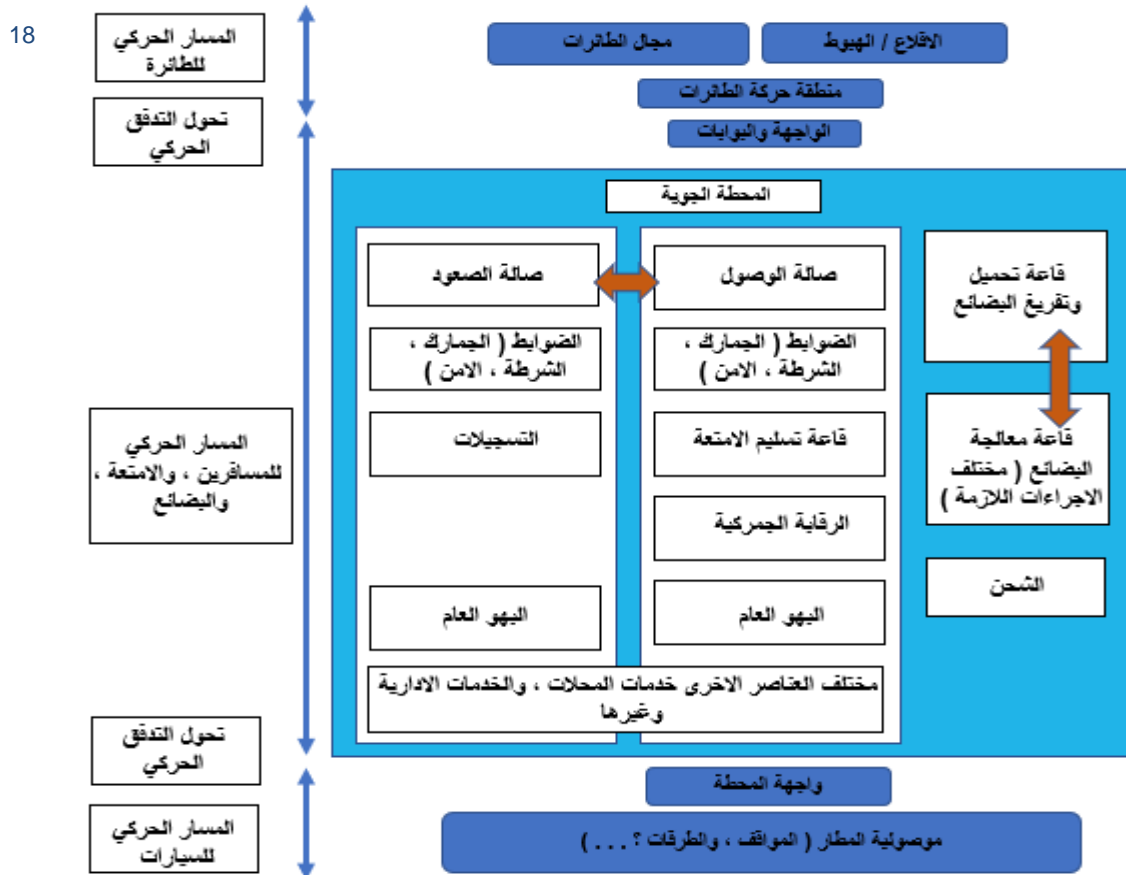 18
المسار الحركي
للطائرة
الاقلاع / الهبوط
مجال الطائرات
منطقة حركة الطائرات
تحول التدفق
الحركي
الواجهة والبوابات
المحطة الجوية
قاعة تحميل
وتفريغ البضائع
صالة الوصول
صالة الصعود
الضوابط ( الجمارك ،
الشرطة ، الامن )
الضوابط ( الجمارك ،
الشرطة ، الامن )
قاعة معالجة
البضائع ( مختلف
الاجراءات اللازمة )
قاعة تسليم الامتعة
التسجيلات
المسار الحركي
للمسافرين ، والامتعة ،
والبضائع
الرقابة الجمركية
الشحن
البهو العام
البهو العام
مختلف العناصر الاخرى خدمات المحلات ، والخدمات الادارية
وغيرها
تحول التدفق
الحركي
واجهة المحطة
المسار الحركي
للسيارات
موصولية المطار ( المواقف ، والطرقات ؟ . . . )